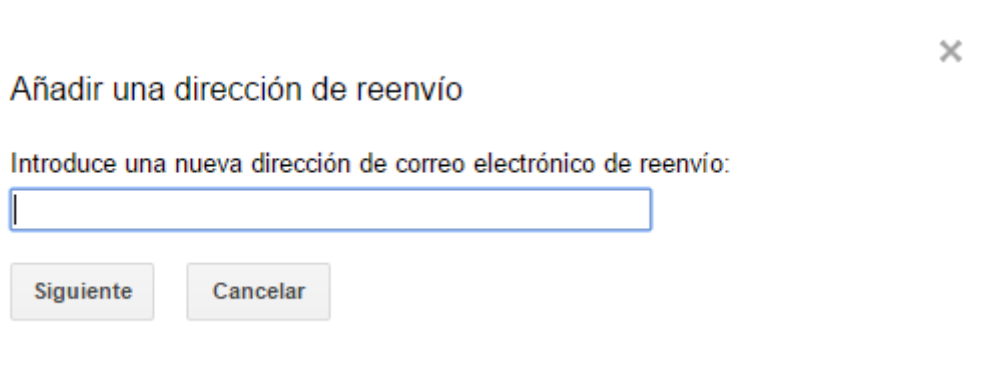 Añadir una dirección de reenvío
Introduce una nueva dirección de correo electrónico de reenvío:
Siguiente Cancelar